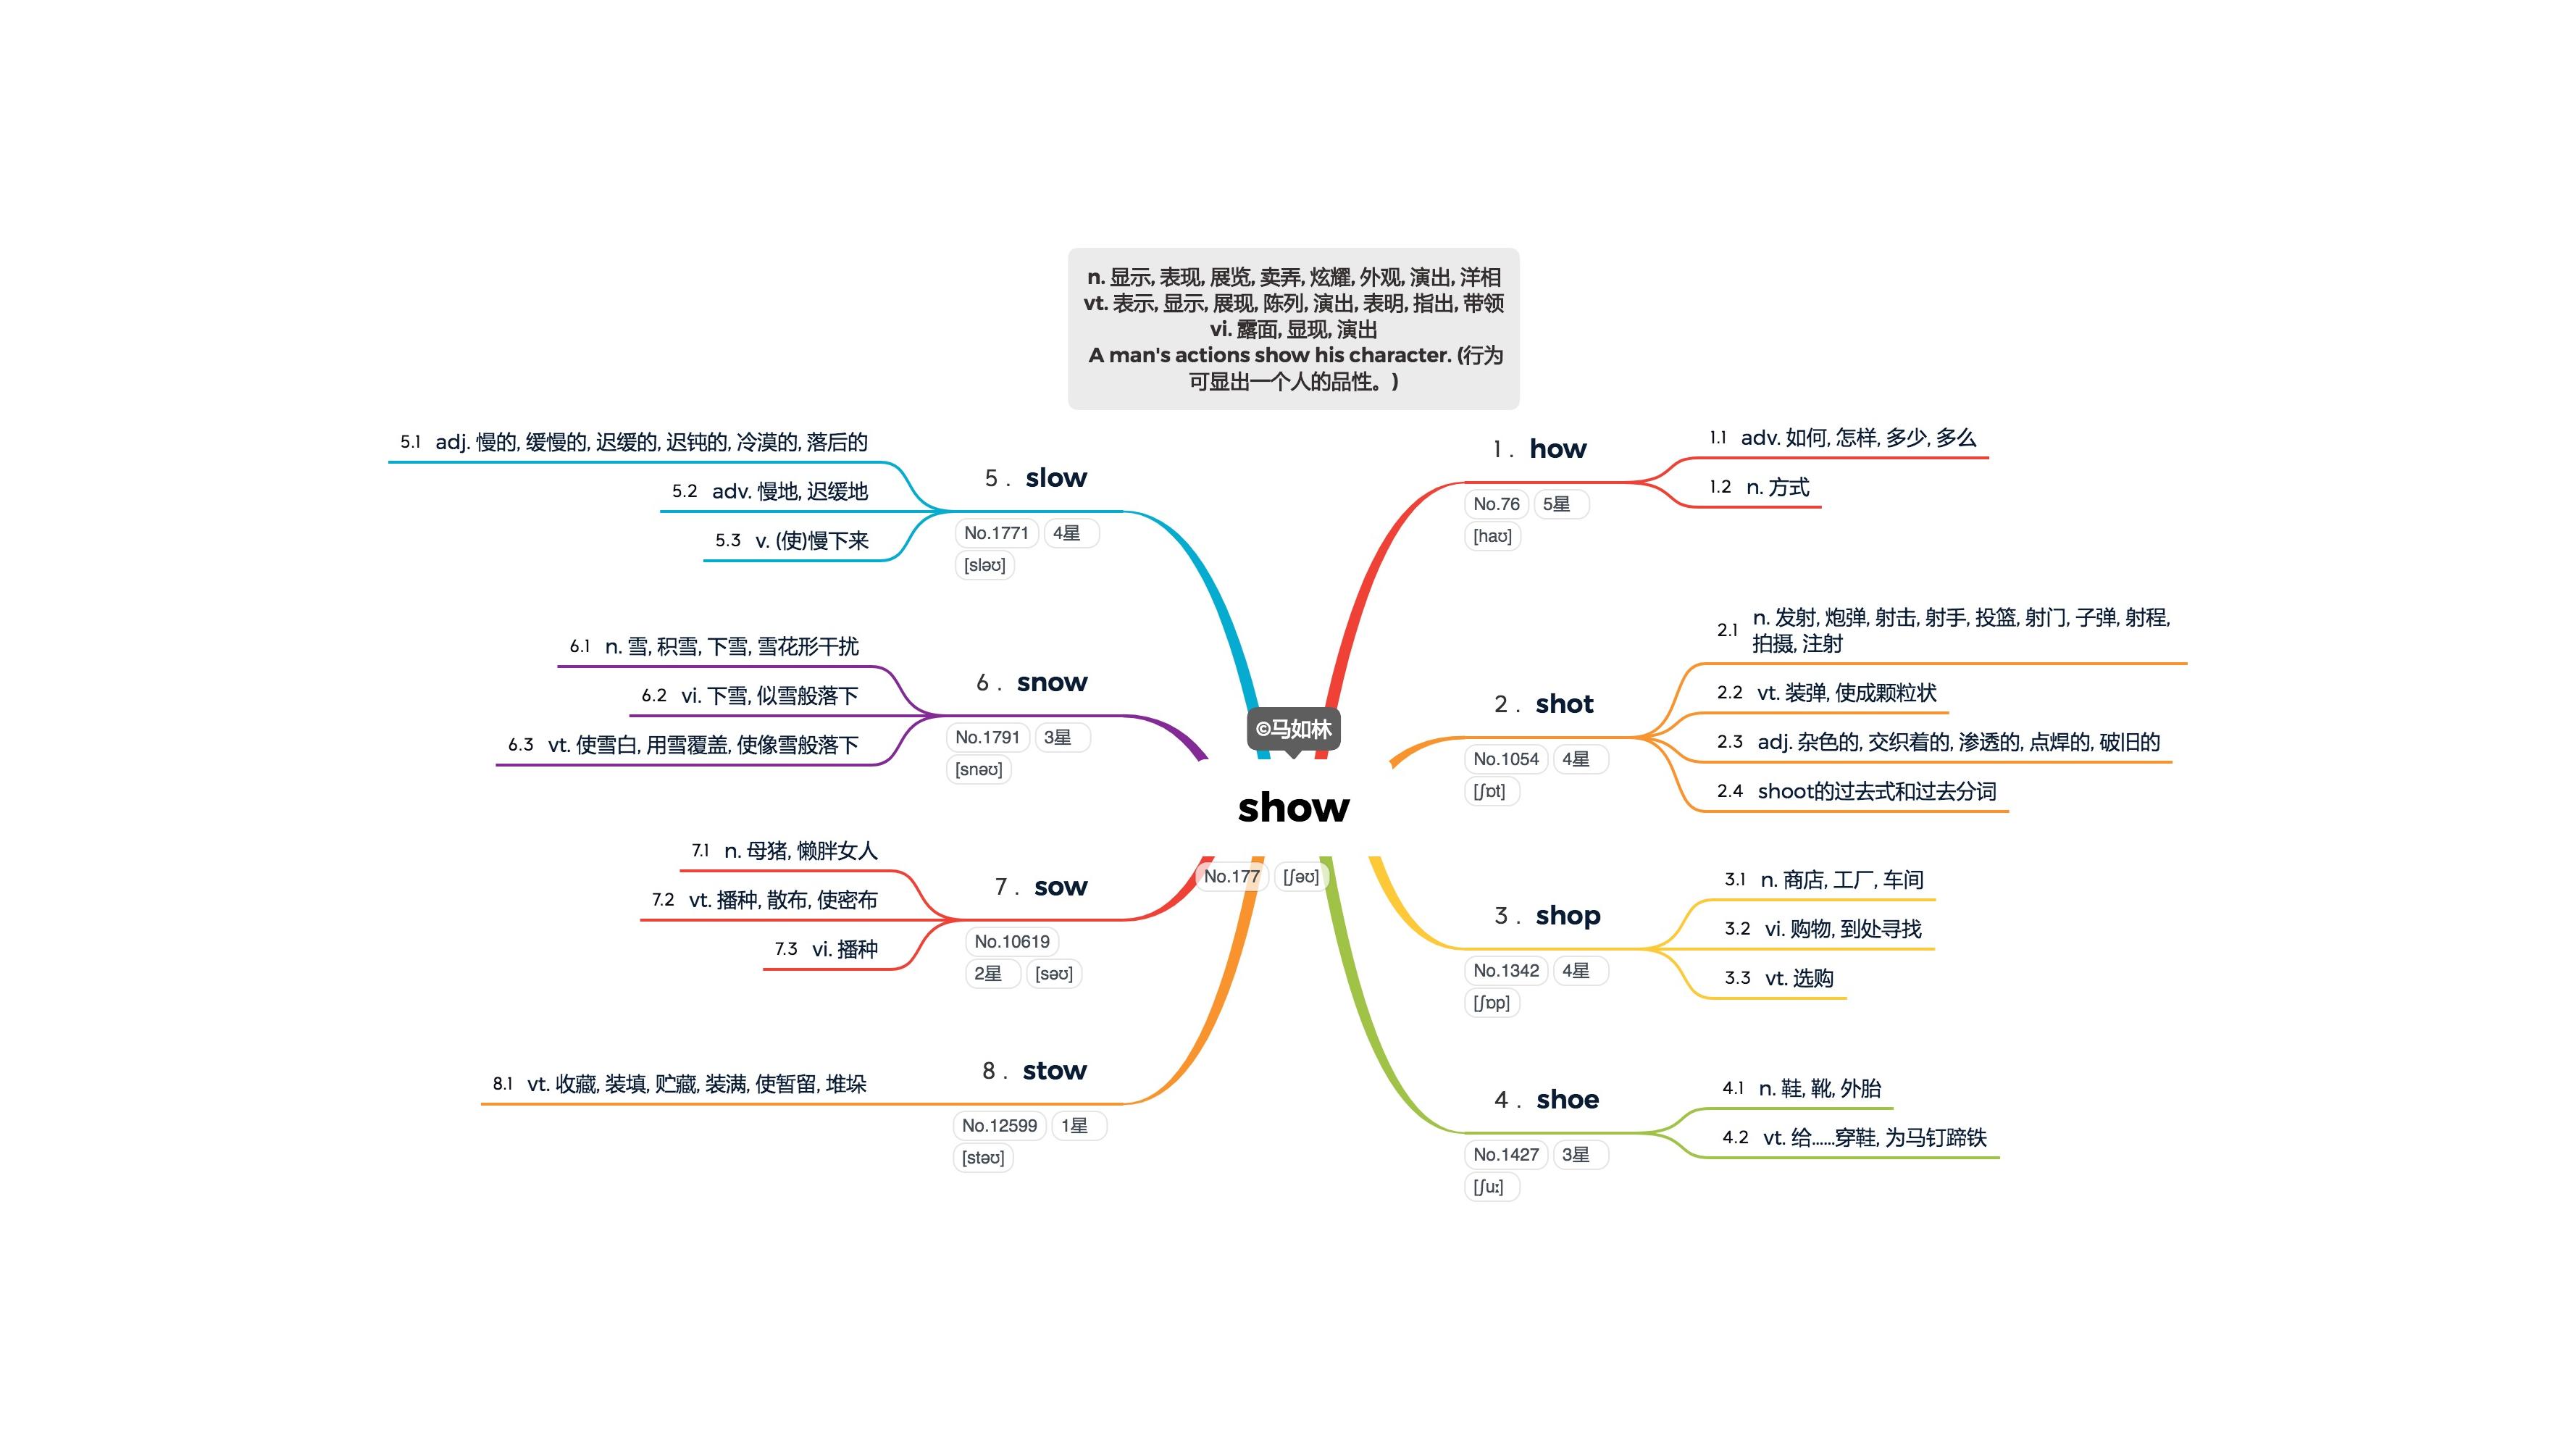 n. 显示, 表现, 展览, 卖弄, 炫耀, 外观, 演出, 洋相
vt. 表示, 显示, 展现, 陈列, 演出, 表明, 指出, 带领
vi. 露面, 显现, 演出
A man's actions show his character. (行为
可显出一个人的品性。)
©马如林
show
No.177 [ʃəʊ]
1. how
No.76 5星
[haʊ]
1.1 adv. 如何, 怎样, 多少, 多么
1.2 n. 方式
2. shot
No.1054 4星
[ʃɒt]
2.1 n. 发射, 炮弹, 射击, 射手, 投篮, 射门, 子弹, 射程,
拍摄, 注射
2.2 vt. 装弹, 使成颗粒状
2.3 adj. 杂色的, 交织着的, 渗透的, 点焊的, 破旧的
2.4 shoot的过去式和过去分词
3. shop
No.1342 4星
[ʃɒp]
3.1 n. 商店, 工厂, 车间
3.2 vi. 购物, 到处寻找
3.3 vt. 选购
4. shoe
No.1427 3星
[ʃuː]
4.1 n. 鞋, 靴, 外胎
4.2 vt. 给……穿鞋, 为马钉蹄铁
5. slow
No.1771 4星
[sləʊ]
5.1 adj. 慢的, 缓慢的, 迟缓的, 迟钝的, 冷漠的, 落后的
5.2 adv. 慢地, 迟缓地
5.3 v. (使)慢下来
6. snow
No.1791 3星
[snəʊ]
6.1 n. 雪, 积雪, 下雪, 雪花形干扰
6.2 vi. 下雪, 似雪般落下
6.3 vt. 使雪白, 用雪覆盖, 使像雪般落下
7. sow
No.10619
2星 [səʊ]
7.1 n. 母猪, 懒胖女人
7.2 vt. 播种, 散布, 使密布
7.3 vi. 播种
8. stow
No.12599 1星
[stəʊ]
8.1 vt. 收藏, 装填, 贮藏, 装满, 使暂留, 堆垛